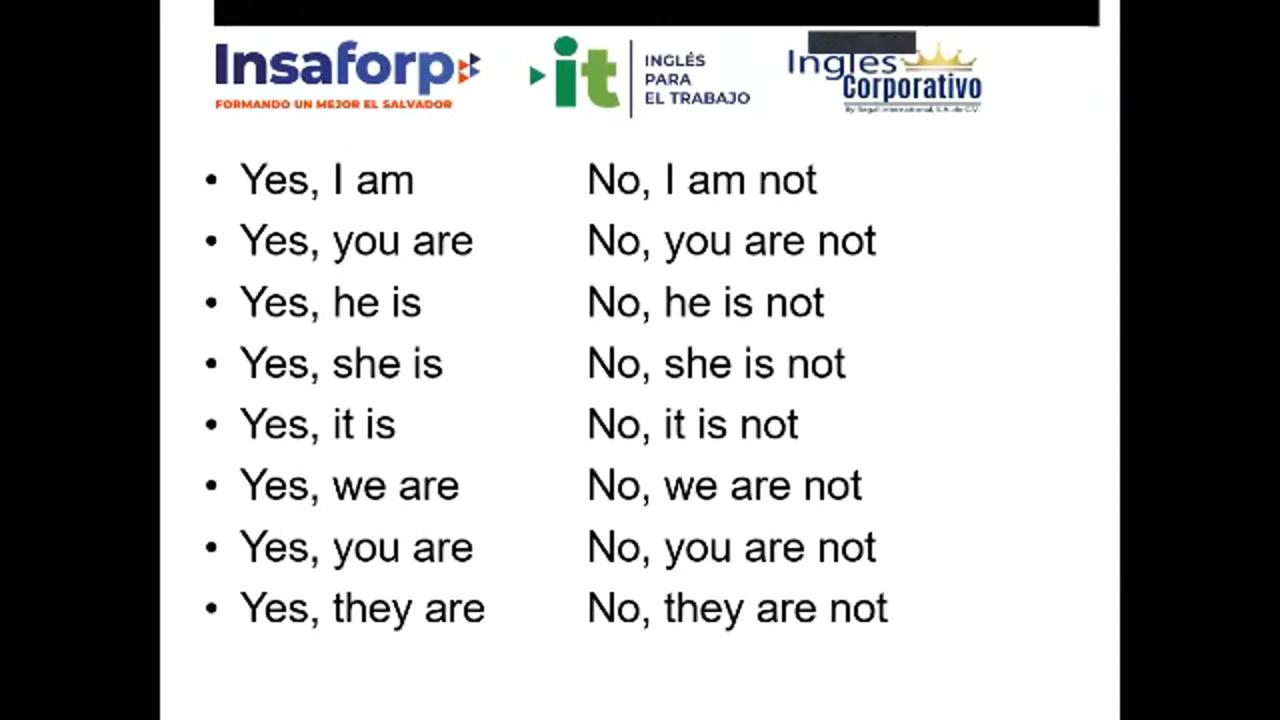 Insaforp
FORMANDO UN MEJOR EL SALVADOR
it
INGLÉS
PARA
EL TRABAJO
Ingles
Corporativo
• Yes, I am No, I am not
• Yes, you are No, you are not
• Yes, he is No, he is not
• Yes, she is No, she is not
• Yes, it is No, it is not
• Yes, we are No, we are not
• Yes, you are No, you are not
• Yes, they are No, they are not